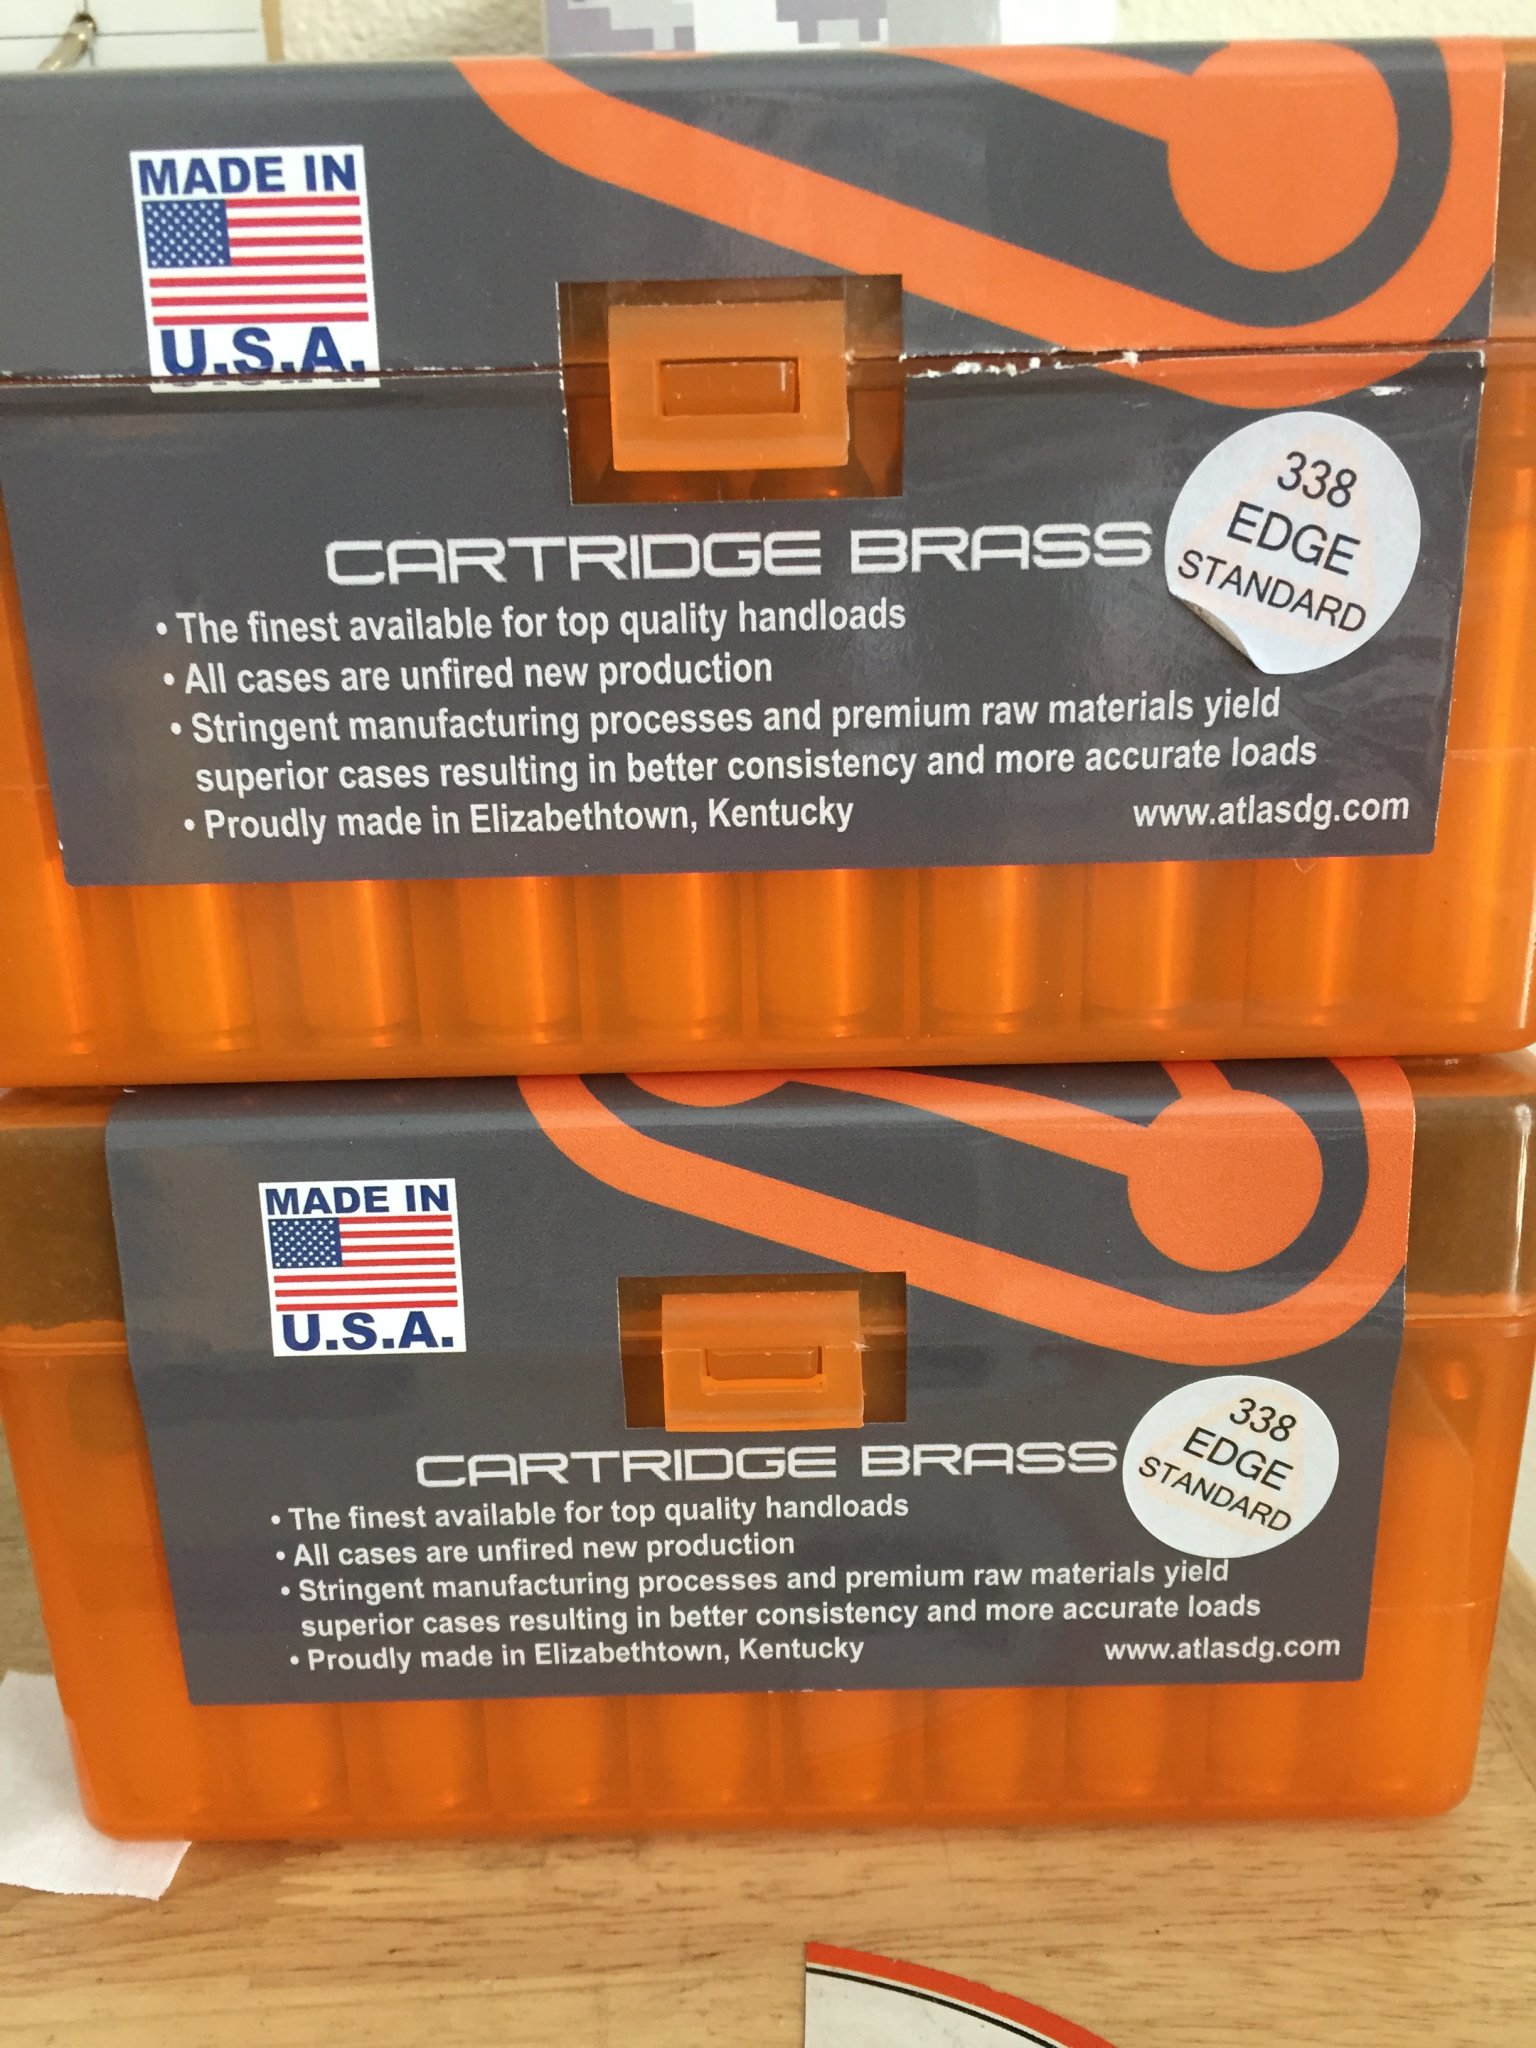 MADE IN
U.S.A.
CARTRIDGE BRASS
338
EDGE
STANDARD
• The finest available for top quality handloads
• All cases are unfired new production
• Stringent manufacturing processes and premium raw materials yield
superior cases resulting in better consistency and more accurate loads
• Proudly made in Elizabethtown, Kentucky
www.atlasdg.com
MADE IN
U.S.A.
CARTRIDGE BRASS
338
EDGE
STANDARD
• The finest available for top quality handloads
• All cases are unfired new production
• Stringent manufacturing processes and premium raw materials yield
superior cases resulting in better consistency and more accurate loads
• Proudly made in Elizabethtown, Kentucky
www.atlasdg.com